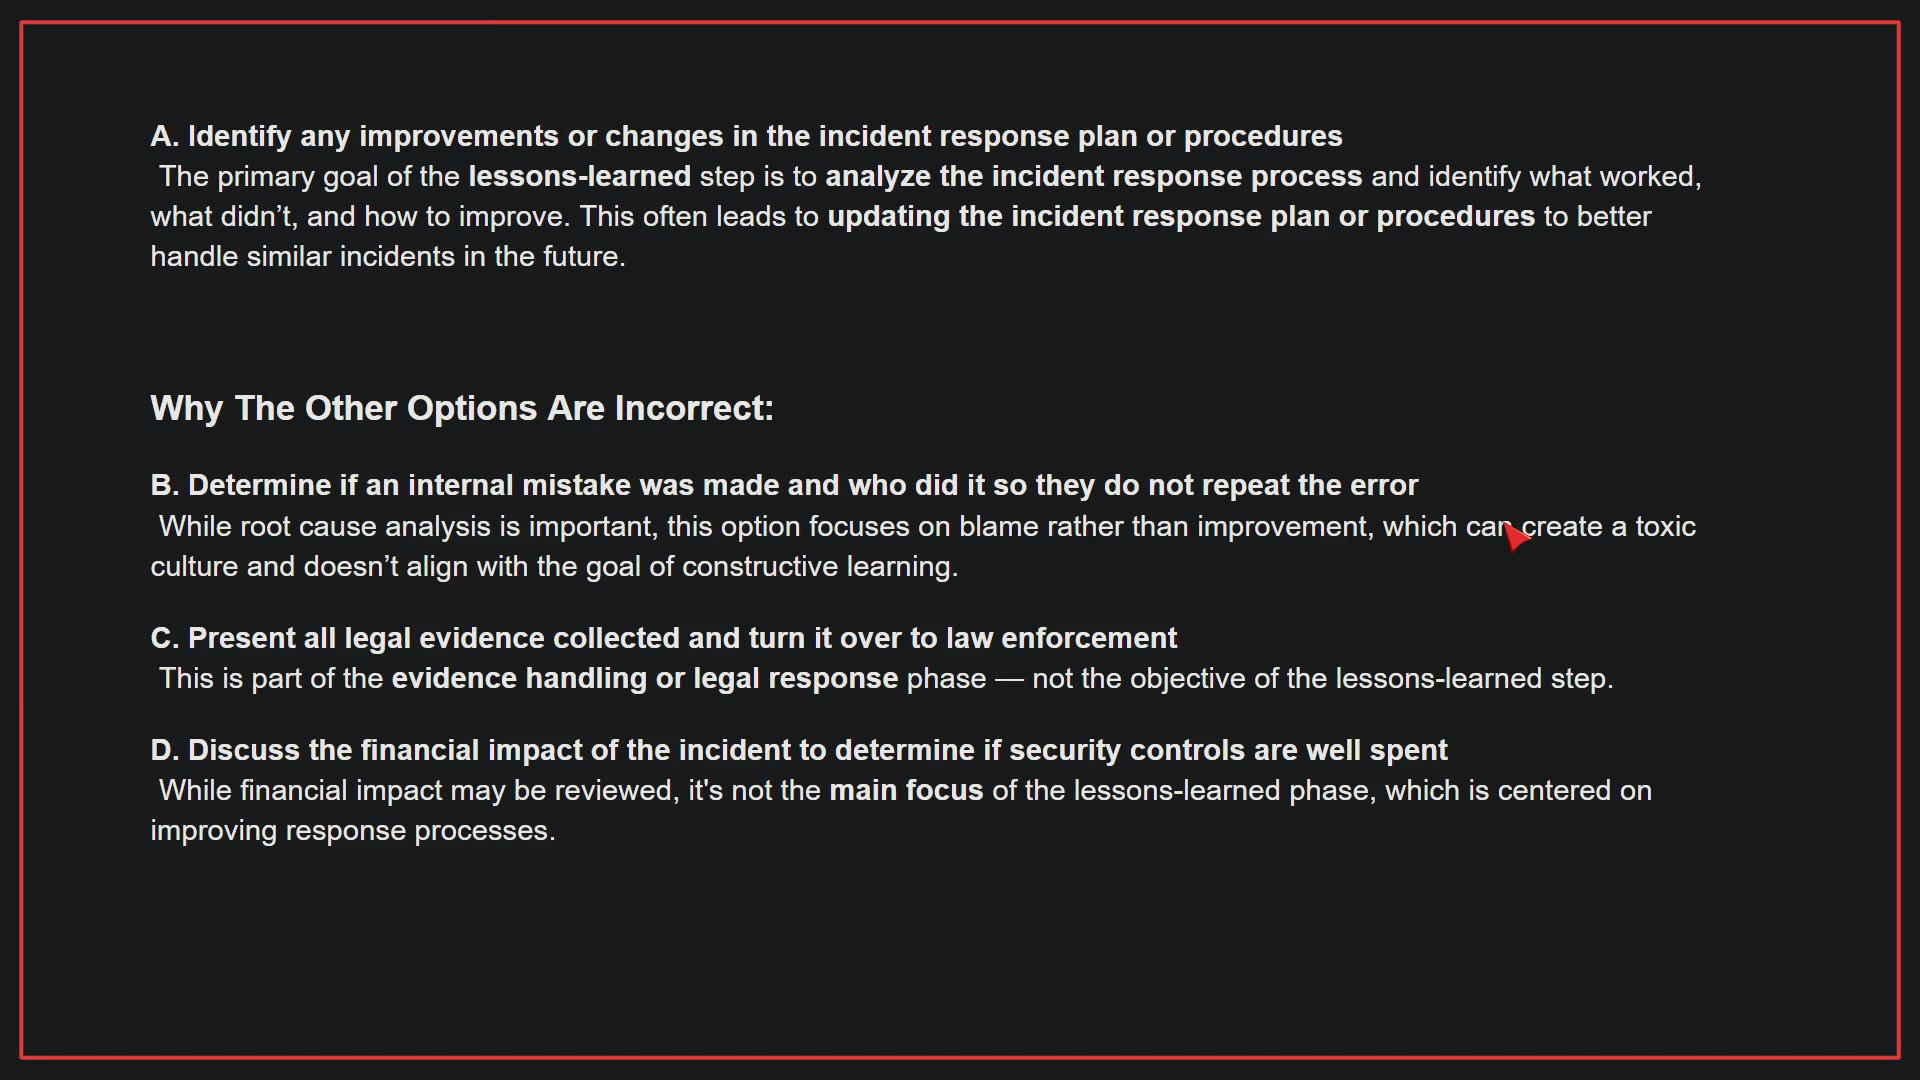 A. Identify any improvements or changes in the incident response plan or procedures
The primary goal of the lessons-learned step is to analyze the incident response process and identify what worked,
what didn’t, and how to improve. This often leads to updating the incident response plan or procedures to better
handle similar incidents in the future.
Why The Other Options Are Incorrect:
B. Determine if an internal mistake was made and who did it so they do not repeat the error
While root cause analysis is important, this option focuses on blame rather than improvement, which can create a toxic
culture and doesn’t align with the goal of constructive learning.
C. Present all legal evidence collected and turn it over to law enforcement
This is part of the evidence handling or legal response phase — not the objective of the lessons-learned step.
D. Discuss the financial impact of the incident to determine if security controls are well spent
While financial impact may be reviewed, it's not the main focus of the lessons-learned phase, which is centered on
improving response processes.